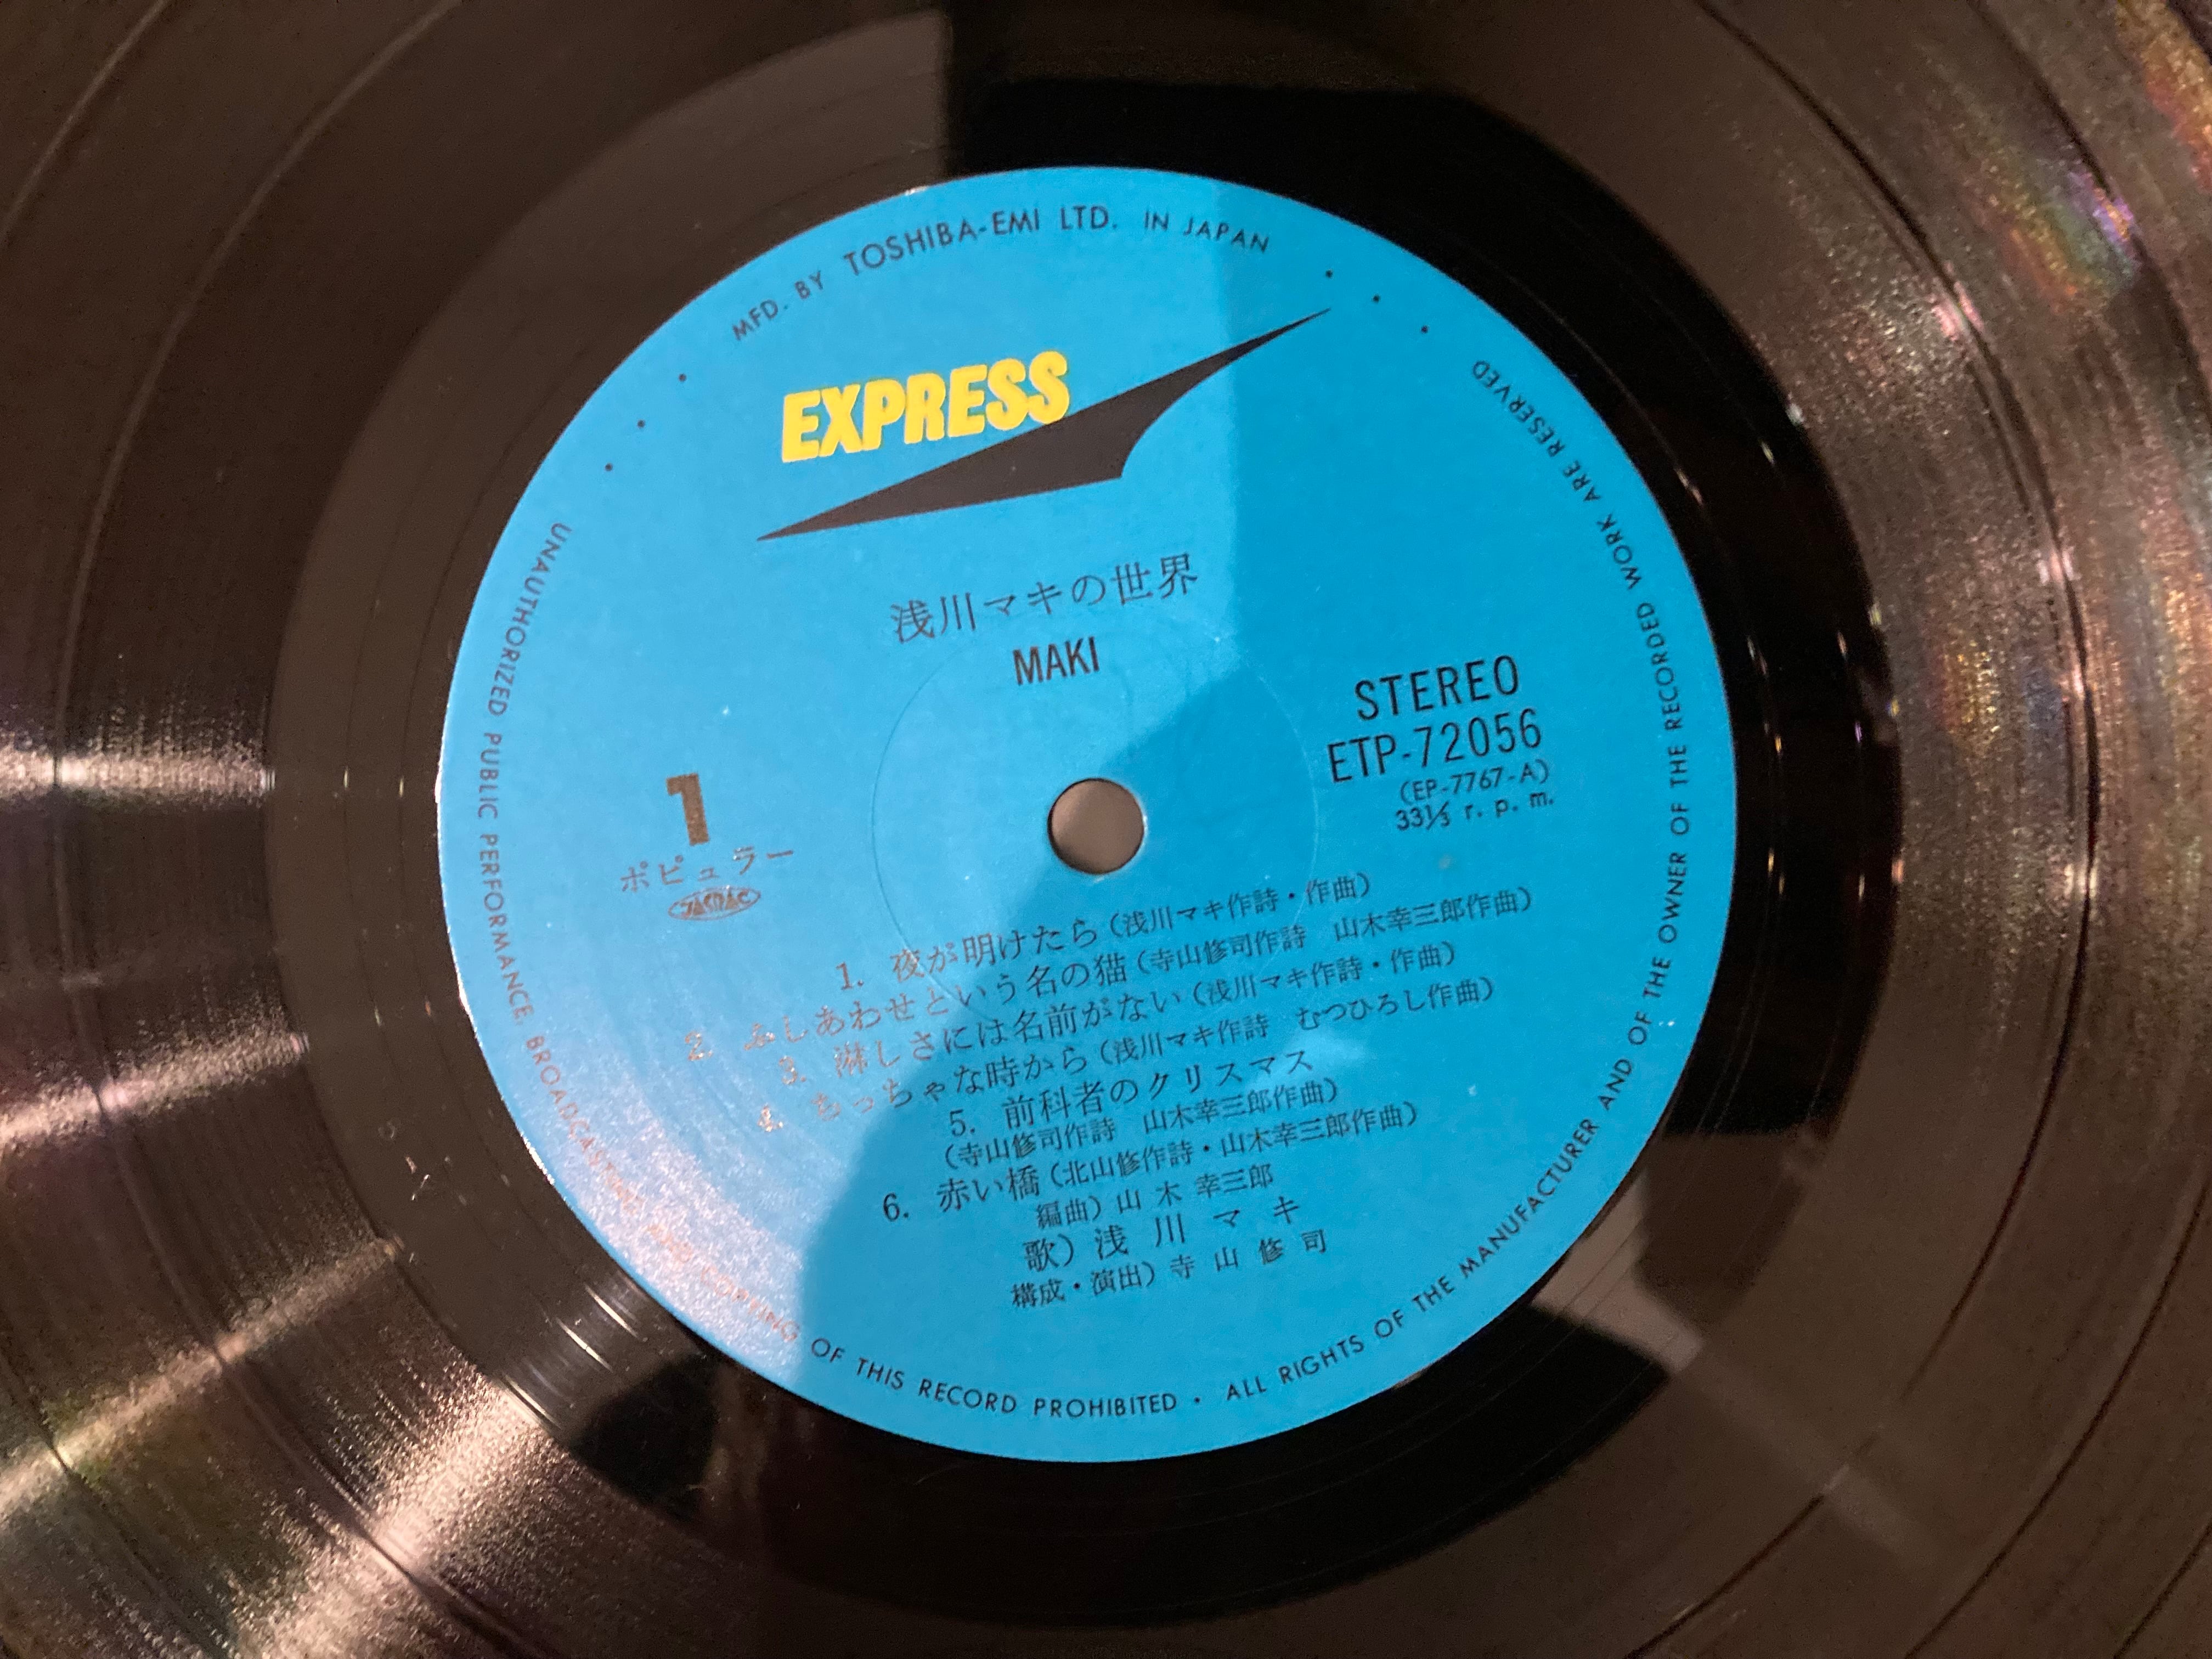 MFD. BY TOSHIBA-EMI LTD. IN JAPAN
EXPRESS
浅川マキの世界
MAKI
STEREO
ETP-72056
(EP-7767-A)
33⅓ r. p. m.
1
ポピュラー
JASRAC
1. 夜が明けたら(浅川マキ作詩・作曲)
2. ふしあわせという名の猫(寺山修司作詩 山木幸三郎作曲)
3. 淋しさには名前がない(浅川マキ作詩・作曲)
4. ちっちゃな時から(浅川マキ作詩 むつひろし作曲)
5. 前科者のクリスマス
(寺山修司作詩 山木幸三郎作曲)
6. 赤い橋(北山修作詩・山木幸三郎作曲)
編曲)山 木 幸三郎
歌)浅 川 マ キ
構成・演出)寺 山 修 司
UNAUTHORIZED PUBLIC PERFORMANCE, BROADCASTING AND COPYING OF THIS RECORD PROHIBITED · ALL RIGHTS OF THE MANUFACTURER AND OF THE OWNER OF THE RECORDED WORK ARE RESERVED